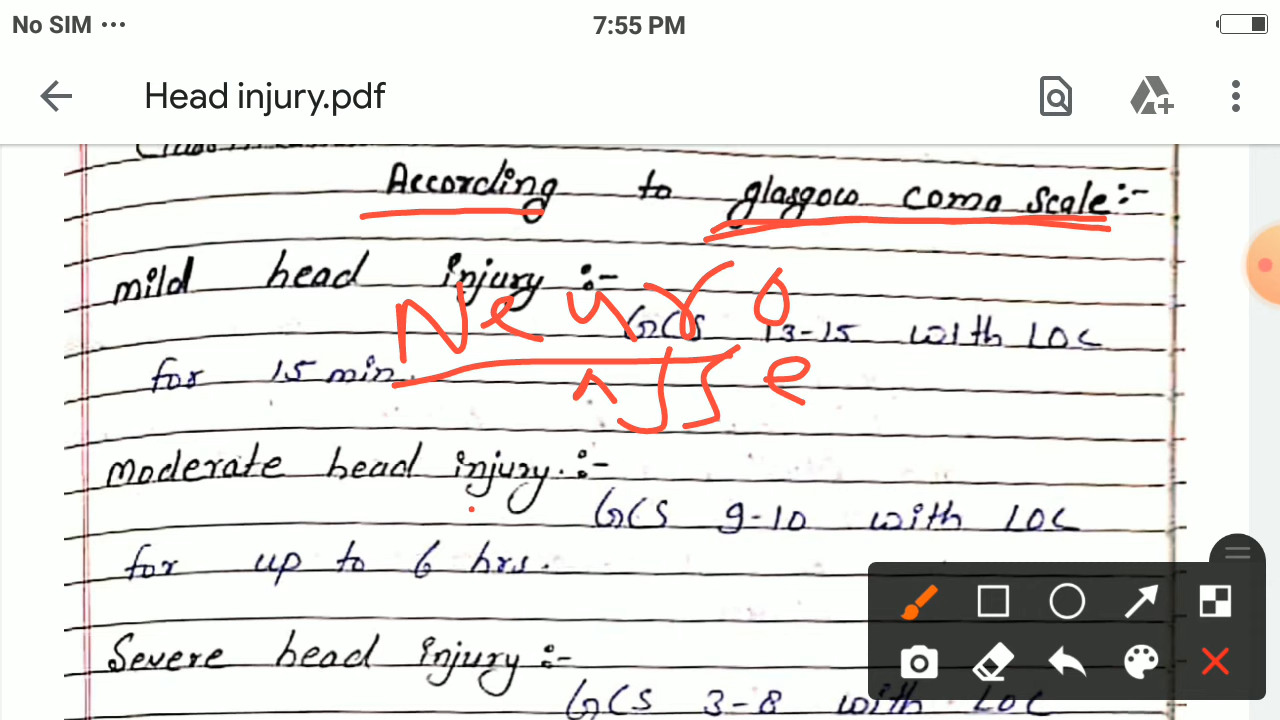 No SIM ···
7:55 PM
Head injury.pdf
According to glasgow coma scale:-
mild head injury :-
GCS 13-15 with LOC
for 15 min.
Neuro
Moderate head injury. :-
GCS 9-10 with LOC
for up to 6 hrs.
Severe head injury :-
GCS 3-8 with LOC